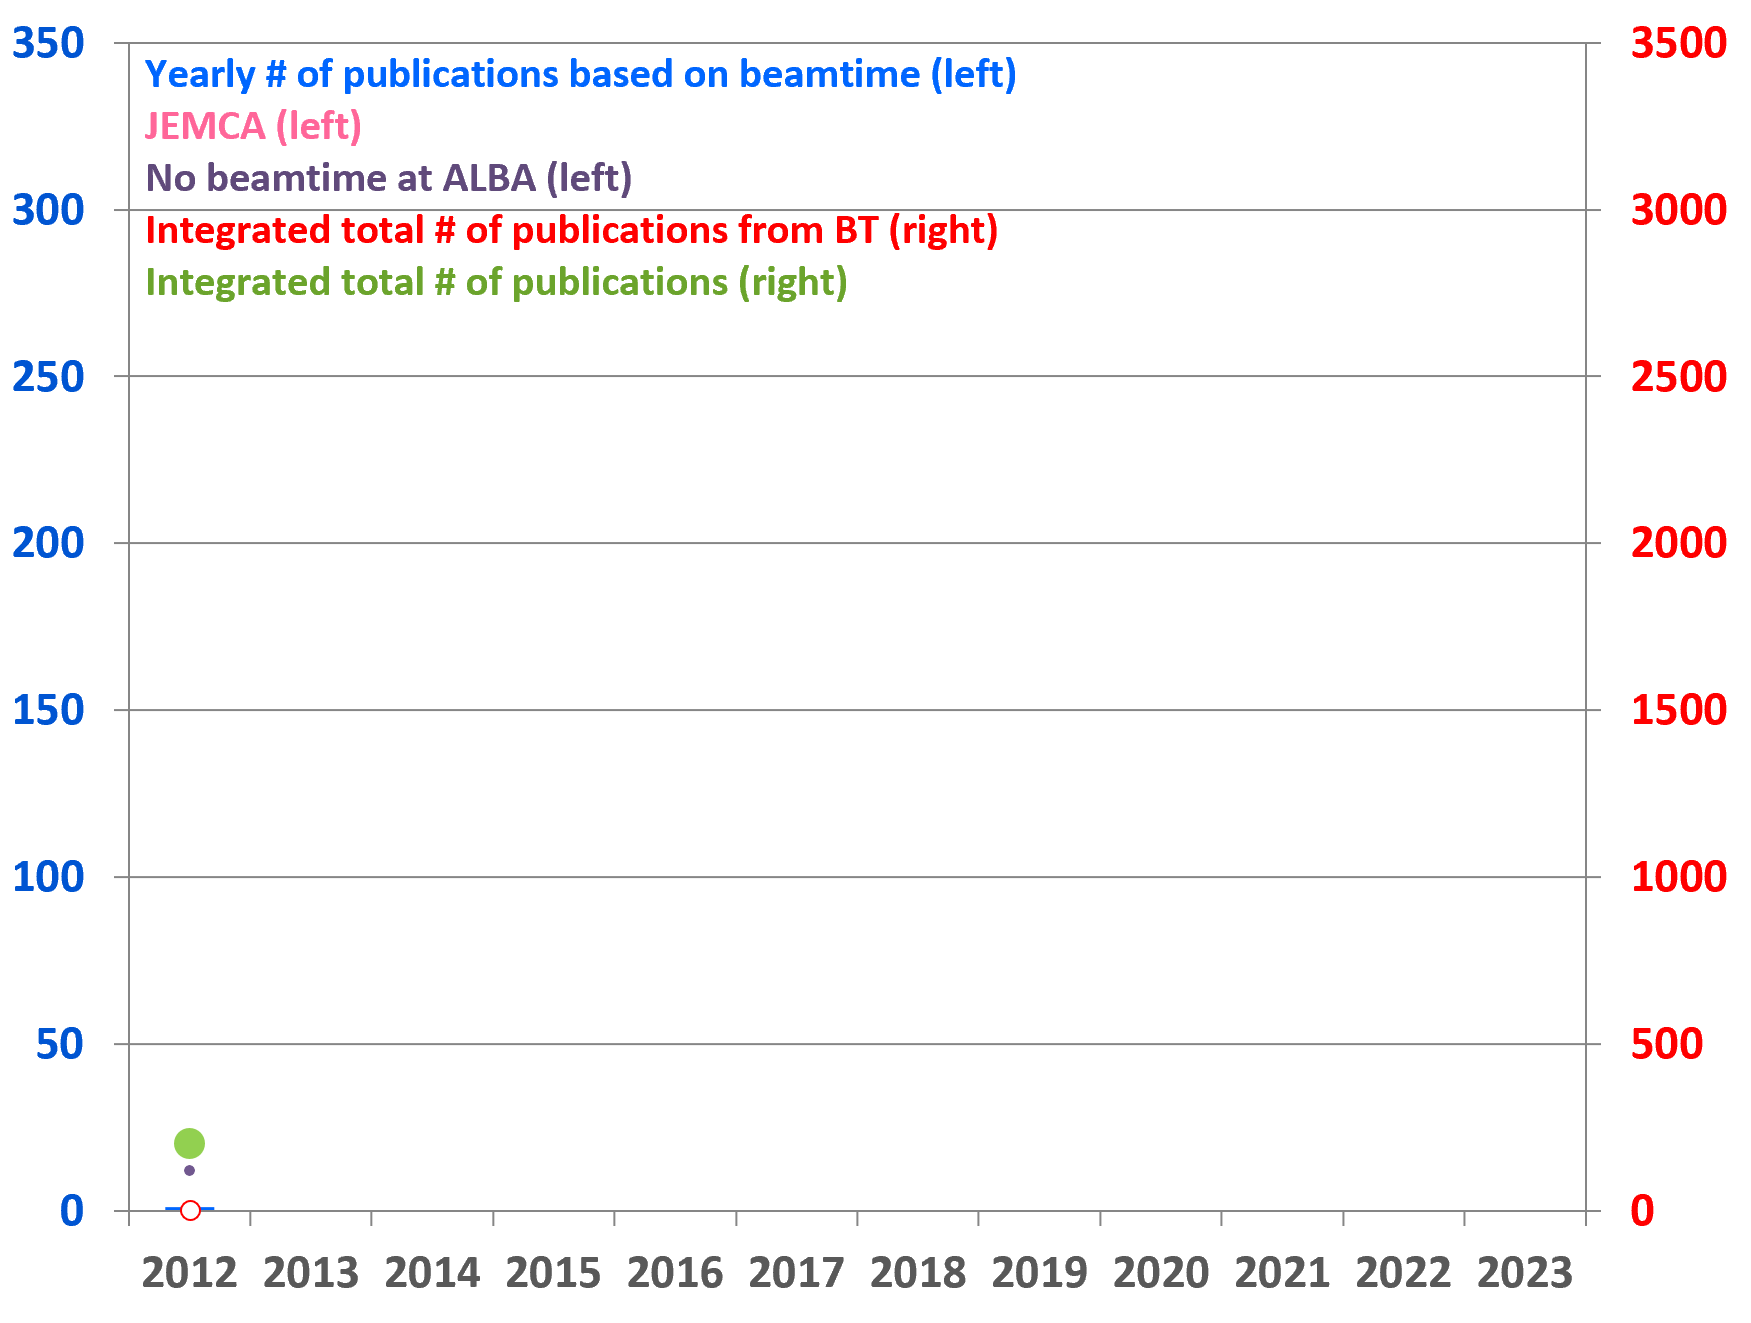 350
3500
Yearly # of publications based on beamtime (left)
JEMCA (left)
No beamtime at ALBA (left)
300
3000
Integrated total # of publications from BT (right)
Integrated total # of publications (right)
250
2500
200
2000
150
1500
100
1000
50
500
0
0
2012 2013 2014 2015 2016 2017 2018 2019 2020 2021 2022 2023